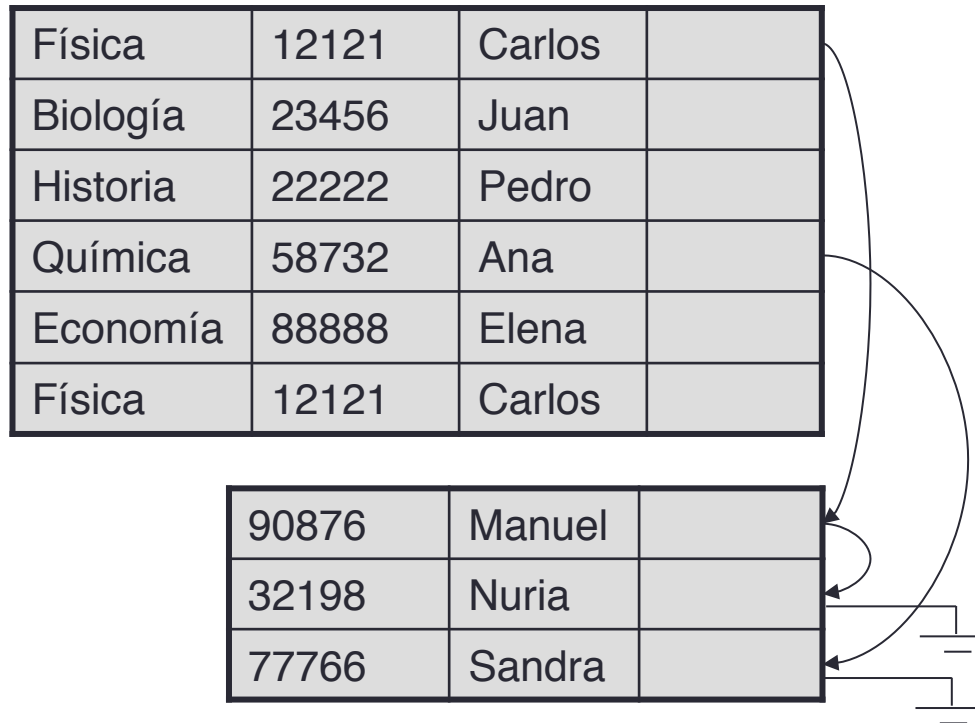 Física 12121 Carlos
Biología 23456 Juan
Historia 22222 Pedro
Química 58732 Ana
Economía 88888 Elena
Física 12121 Carlos
90876 Manuel
32198 Nuria
77766 Sandra